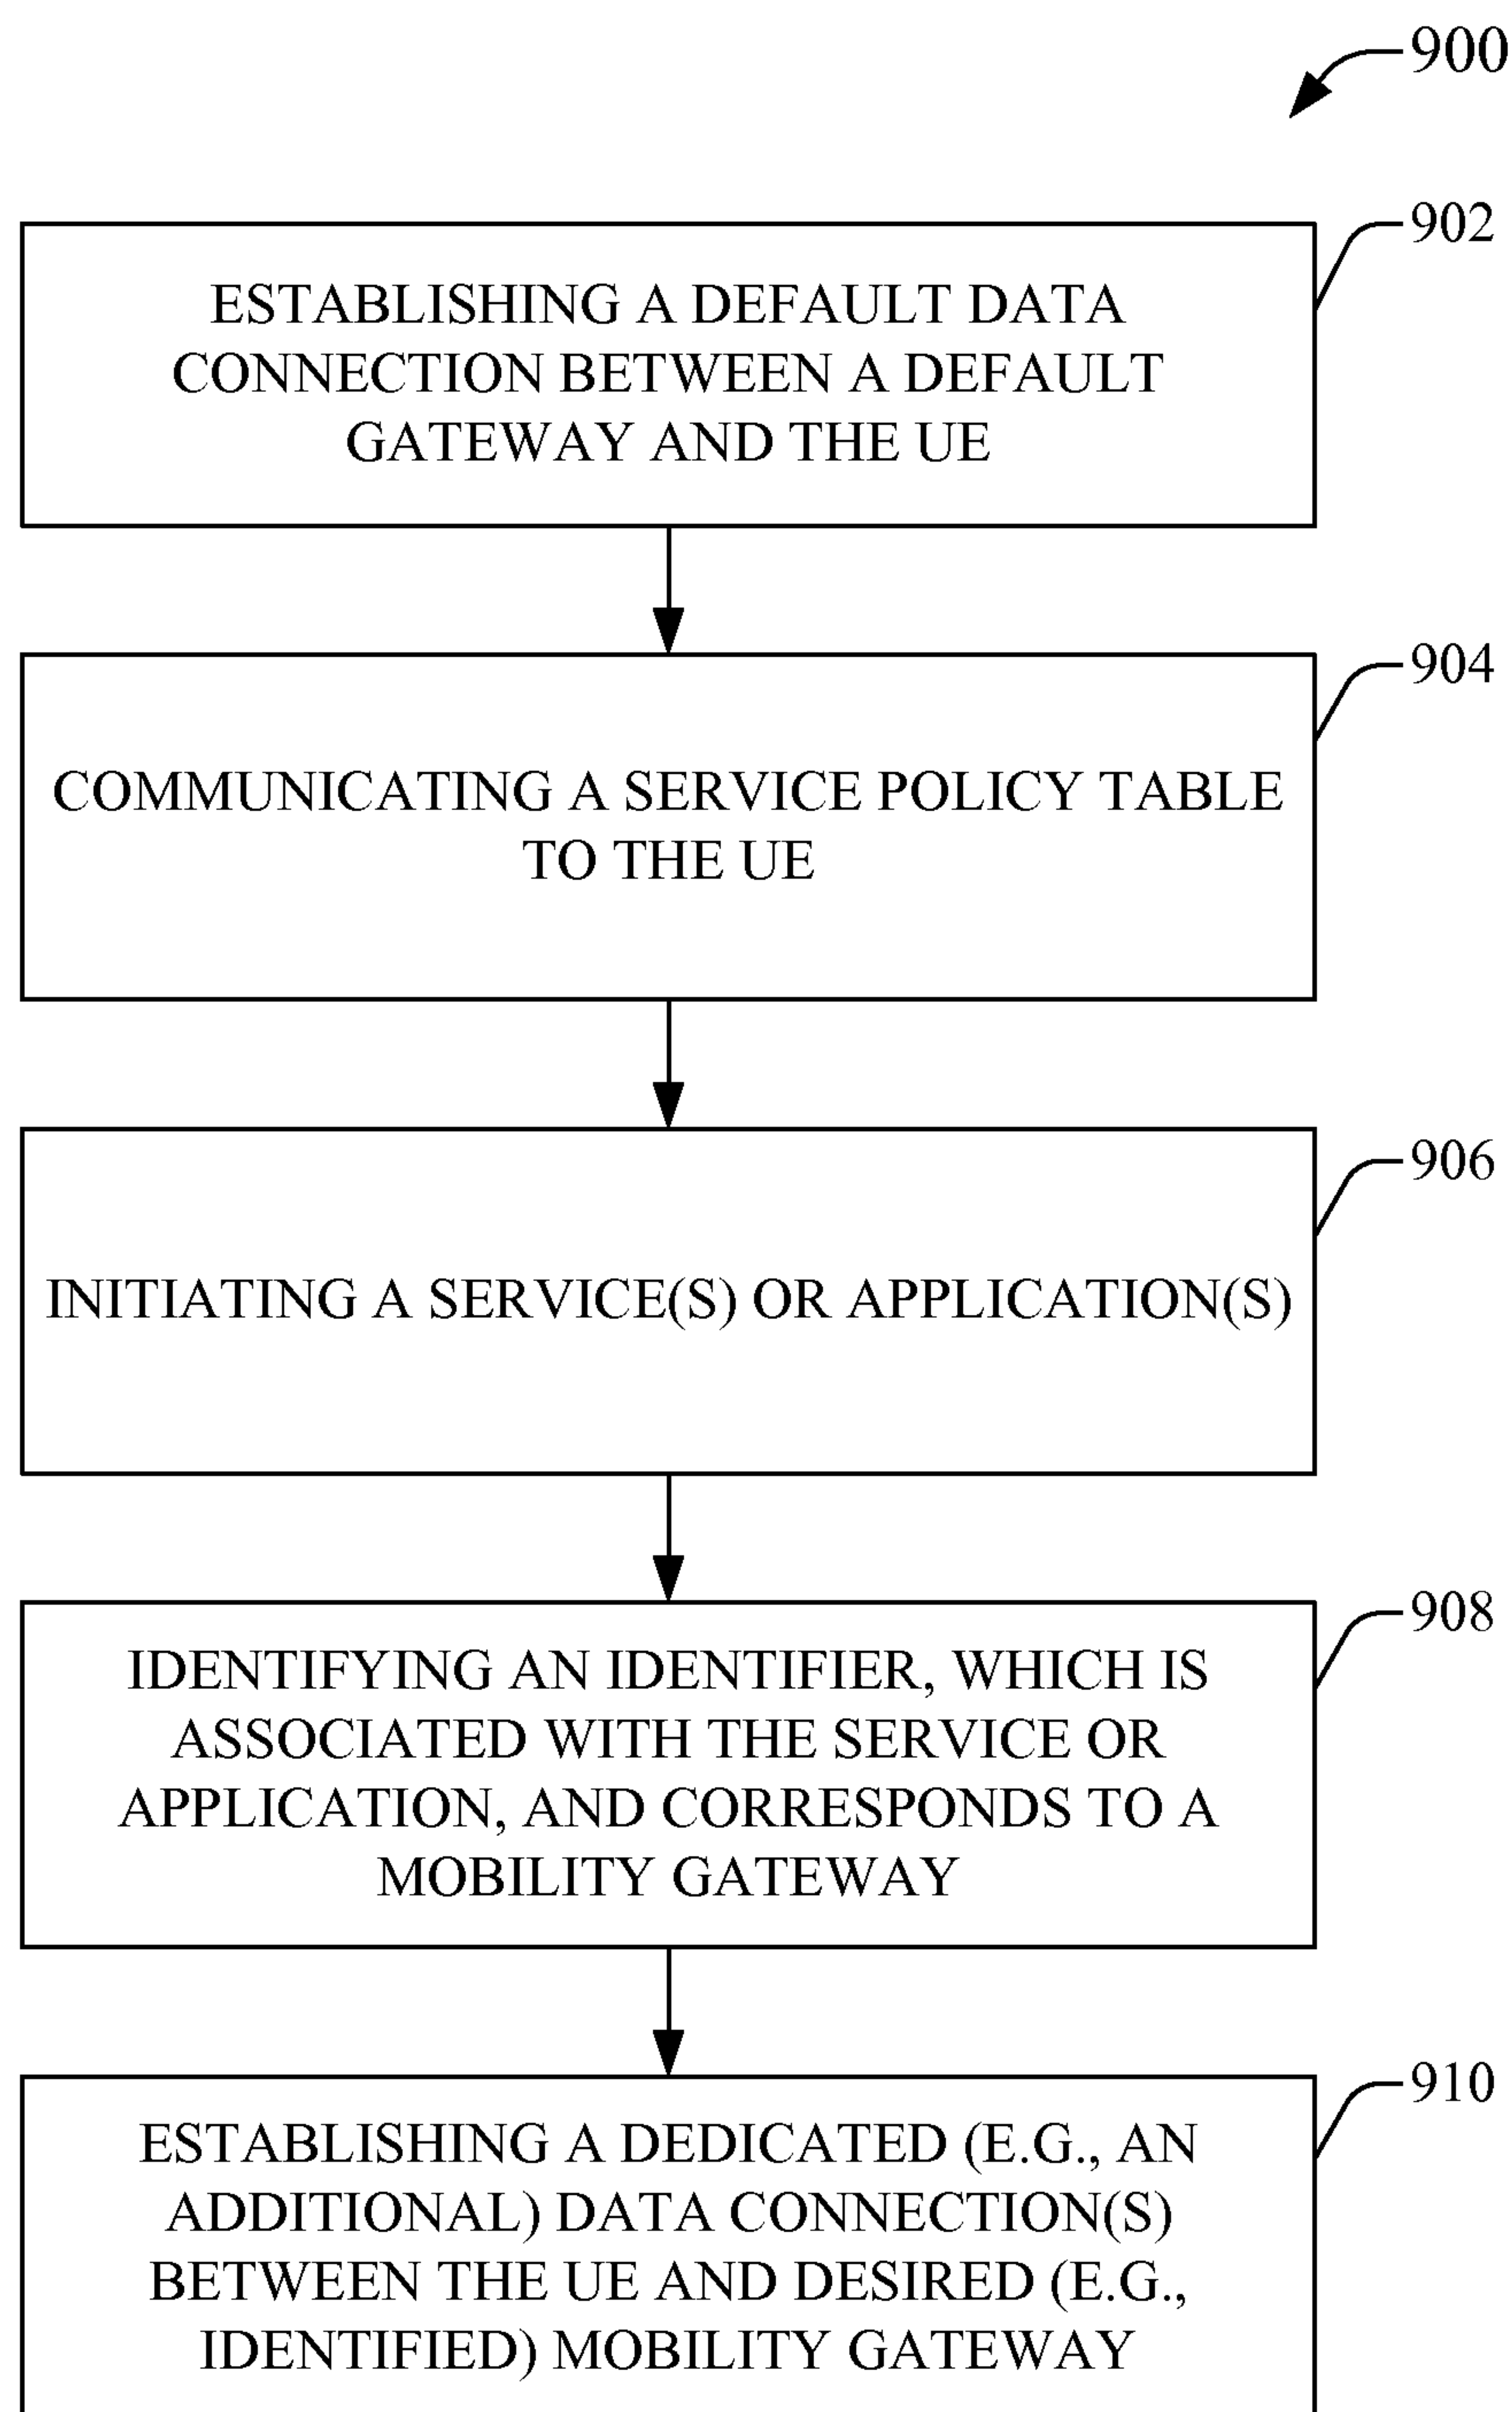 900
902
ESTABLISHING A DEFAULT DATA
CONNECTION BETWEEN A DEFAULT
GATEWAY AND THE UE
904
COMMUNICATING A SERVICE POLICY TABLE
TO THE UE
906
INITIATING A SERVICE(S) OR APPLICATION(S)
908
IDENTIFYING AN IDENTIFIER, WHICH IS
ASSOCIATED WITH THE SERVICE OR
APPLICATION, AND CORRESPONDS TO A
MOBILITY GATEWAY
910
ESTABLISHING A DEDICATED (E.G., AN
ADDITIONAL) DATA CONNECTION(S)
BETWEEN THE UE AND DESIRED (E.G.,
IDENTIFIED) MOBILITY GATEWAY